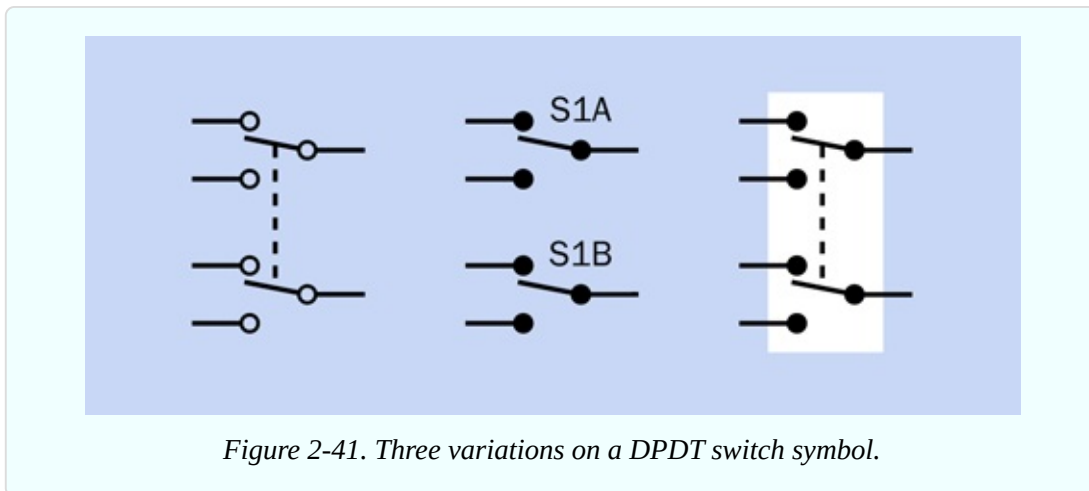 S1A
S1B
Figure 2-41. Three variations on a DPDT switch symbol.